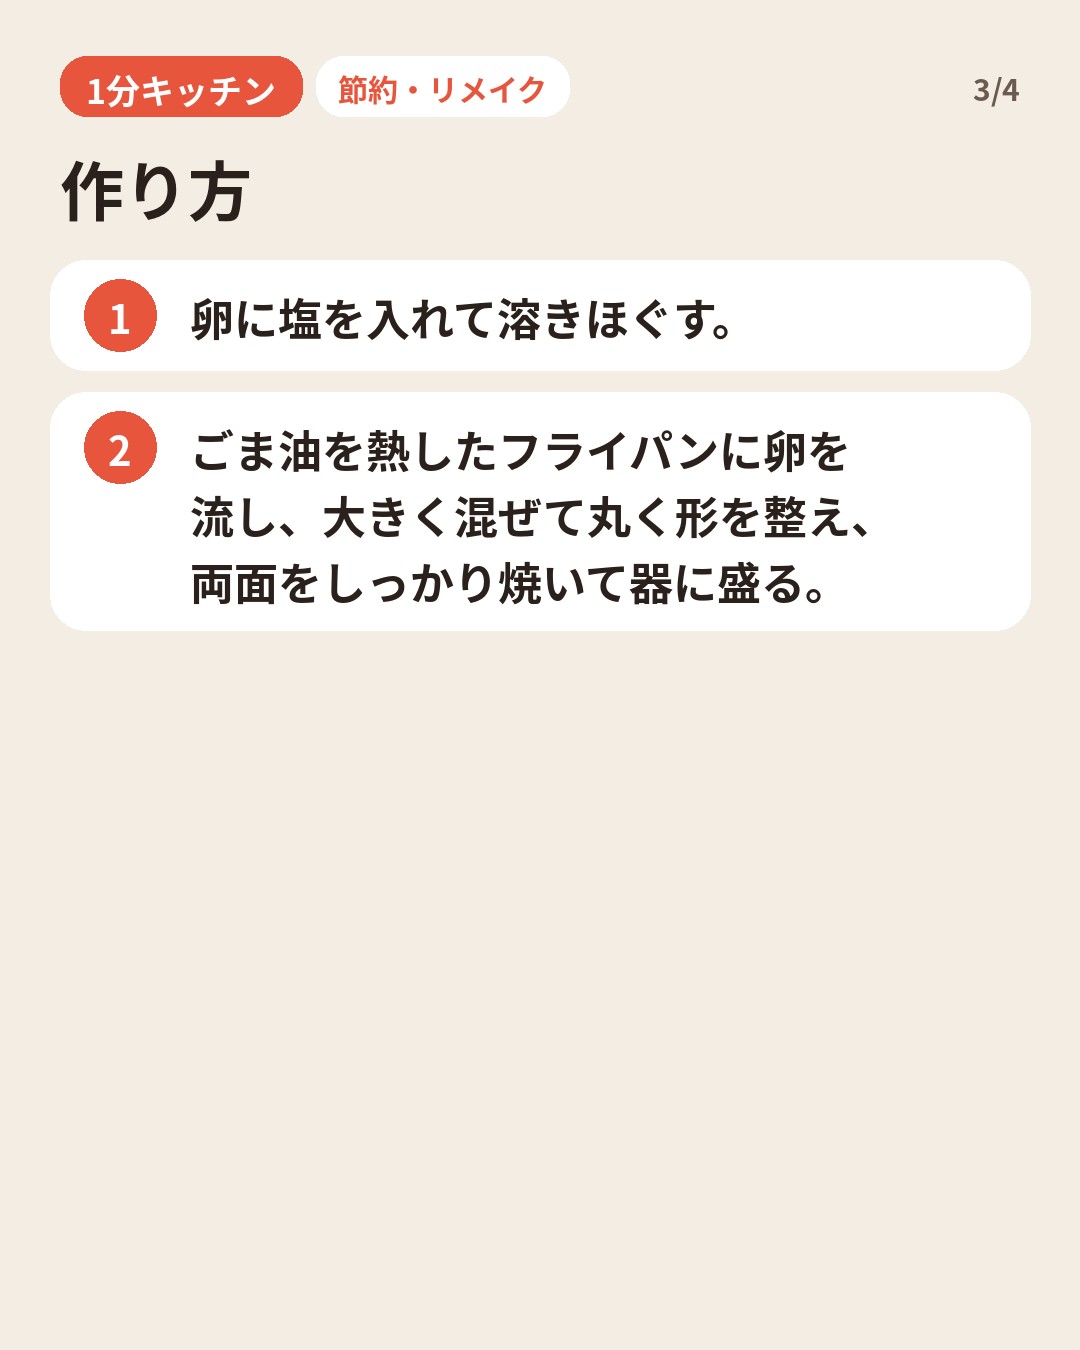 1分キッチン
節約・リメイク
3/4
作り方
1
卵に塩を入れて溶きほぐす。
2
ごま油を熱したフライパンに卵を
流し、大きく混ぜて丸く形を整え、
両面をしっかり焼いて器に盛る。